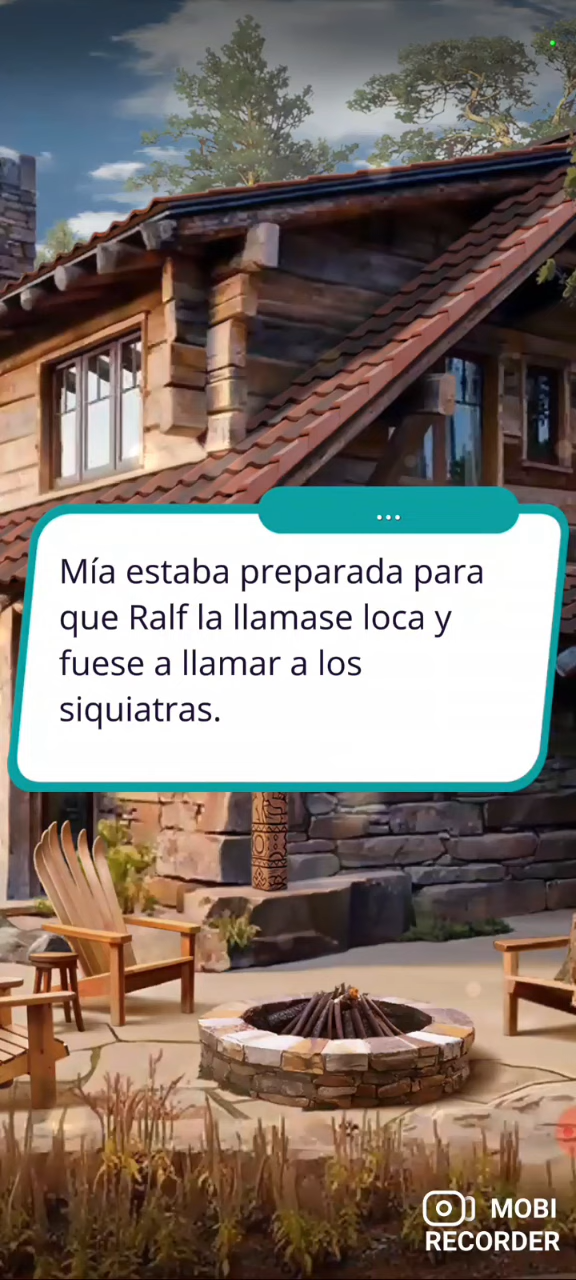 ...
Mía estaba preparada para
que Ralf la llamase loca y
fuese a llamar a los
siquiatras.
MOBI
RECORDER